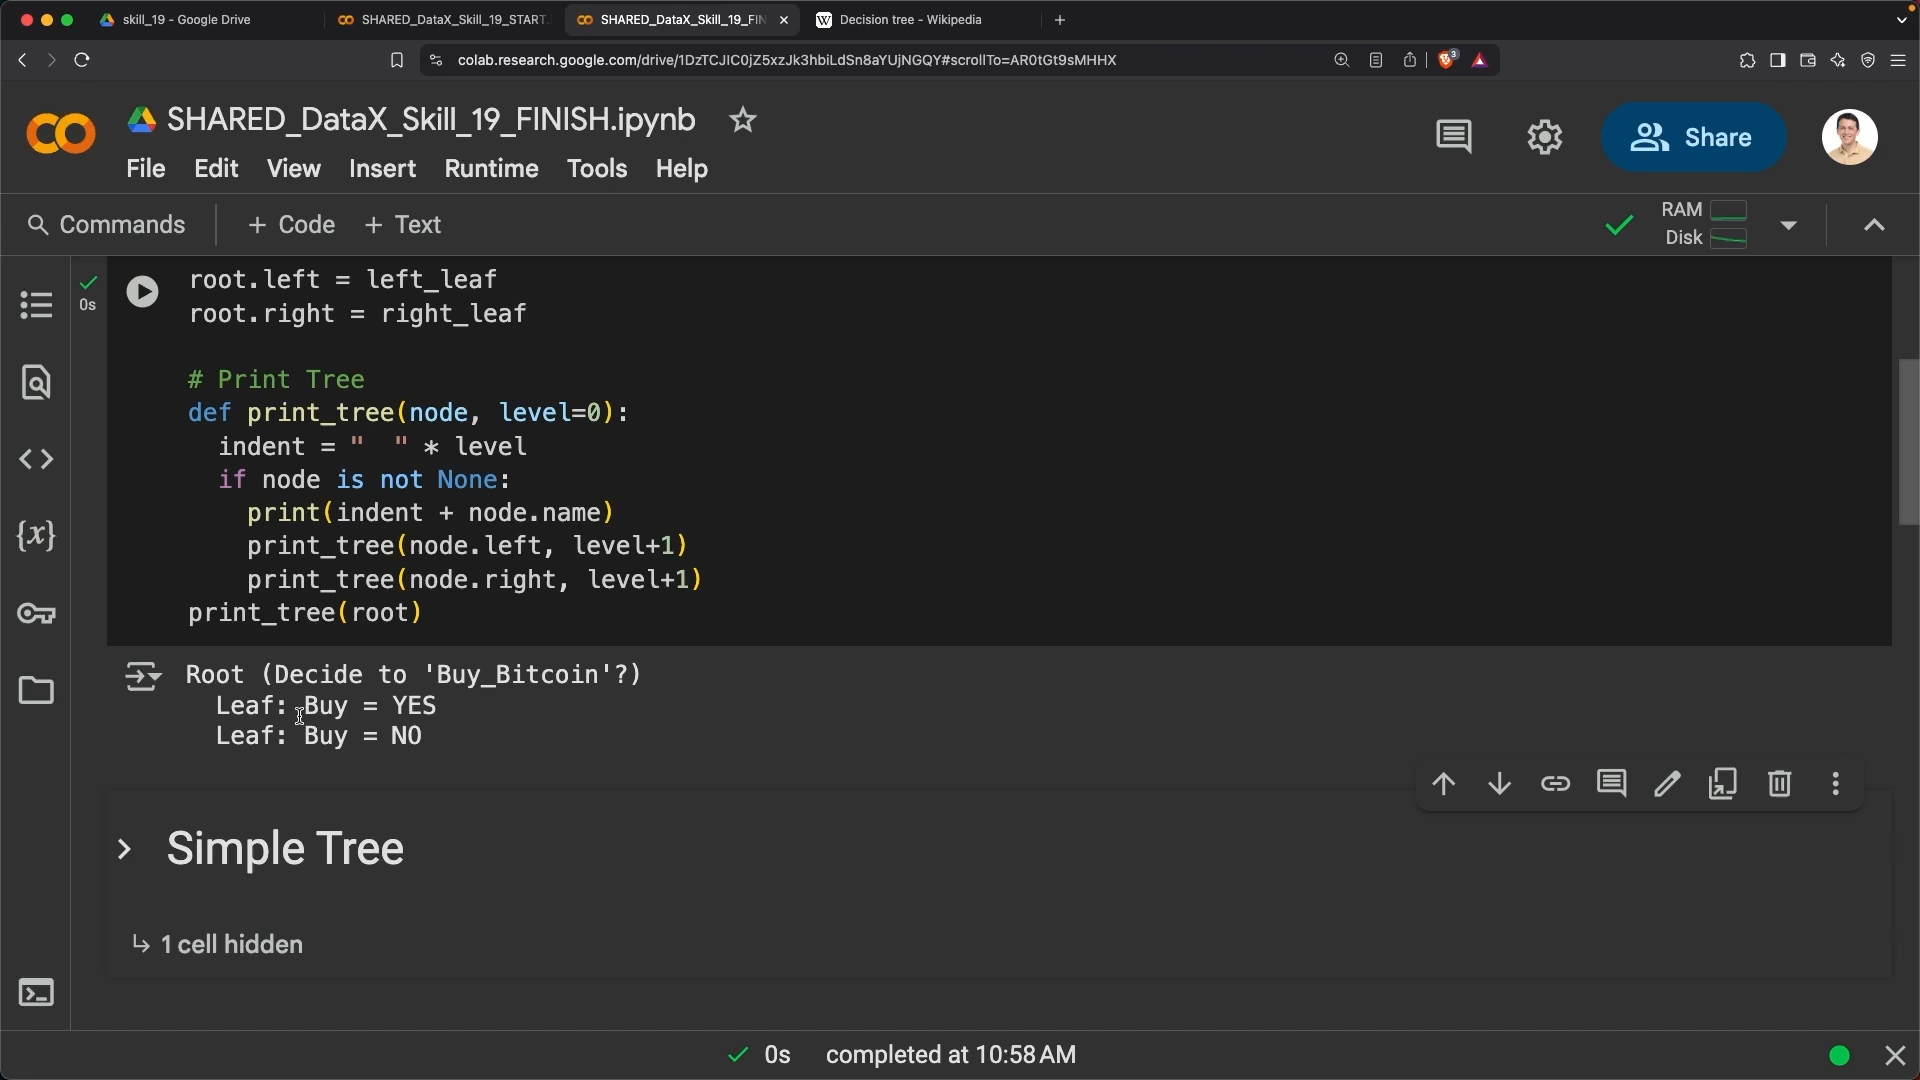 skill_19 - Google Drive
SHARED_DataX_Skill_19_START.
SHARED_DataX_Skill_19_FIN
Decision tree - Wikipedia
colab.research.google.com/drive/1DzTCJIC0jZ5xzJk3hbiLdSn8aYUjNGQY#scrollTo=AR0tGt9sMHHX
3
SHARED_DataX_Skill_19_FINISH.ipynb
Share
File Edit View Insert Runtime Tools Help
Commands
+ Code + Text
RAM
Disk
0s
root.left = left_leaf
root.right = right_leaf
# Print Tree
def print_tree(node, level=0):
  indent = "  " * level
  if node is not None:
    print(indent + node.name)
    print_tree(node.left, level+1)
    print_tree(node.right, level+1)
print_tree(root)
Root (Decide to 'Buy_Bitcoin'?)
  Leaf: Buy = YES
  Leaf: Buy = NO
Simple Tree
1 cell hidden
0s completed at 10:58 AM